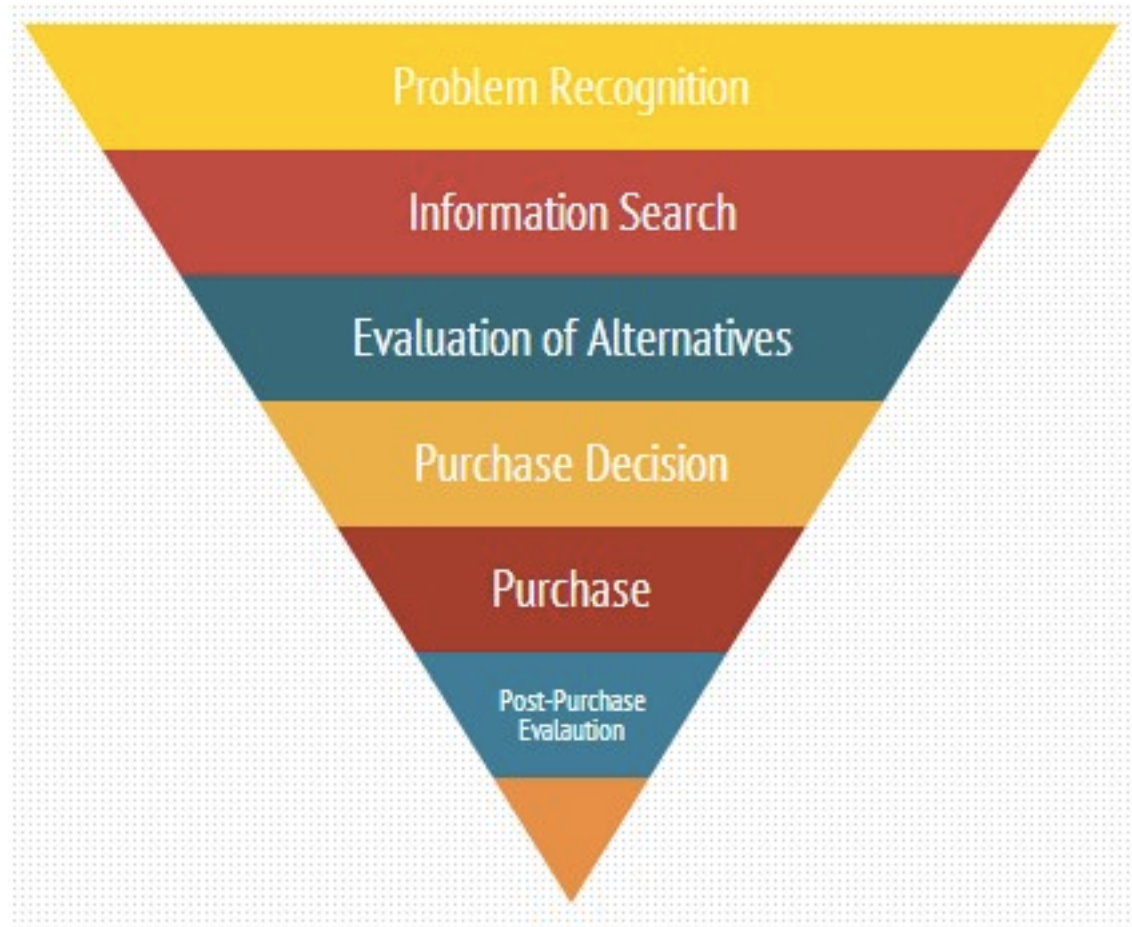 Problem Recognition
Information Search
Evaluation of Alternatives
Purchase Decision
Purchase
Post-Purchase
Evalaution